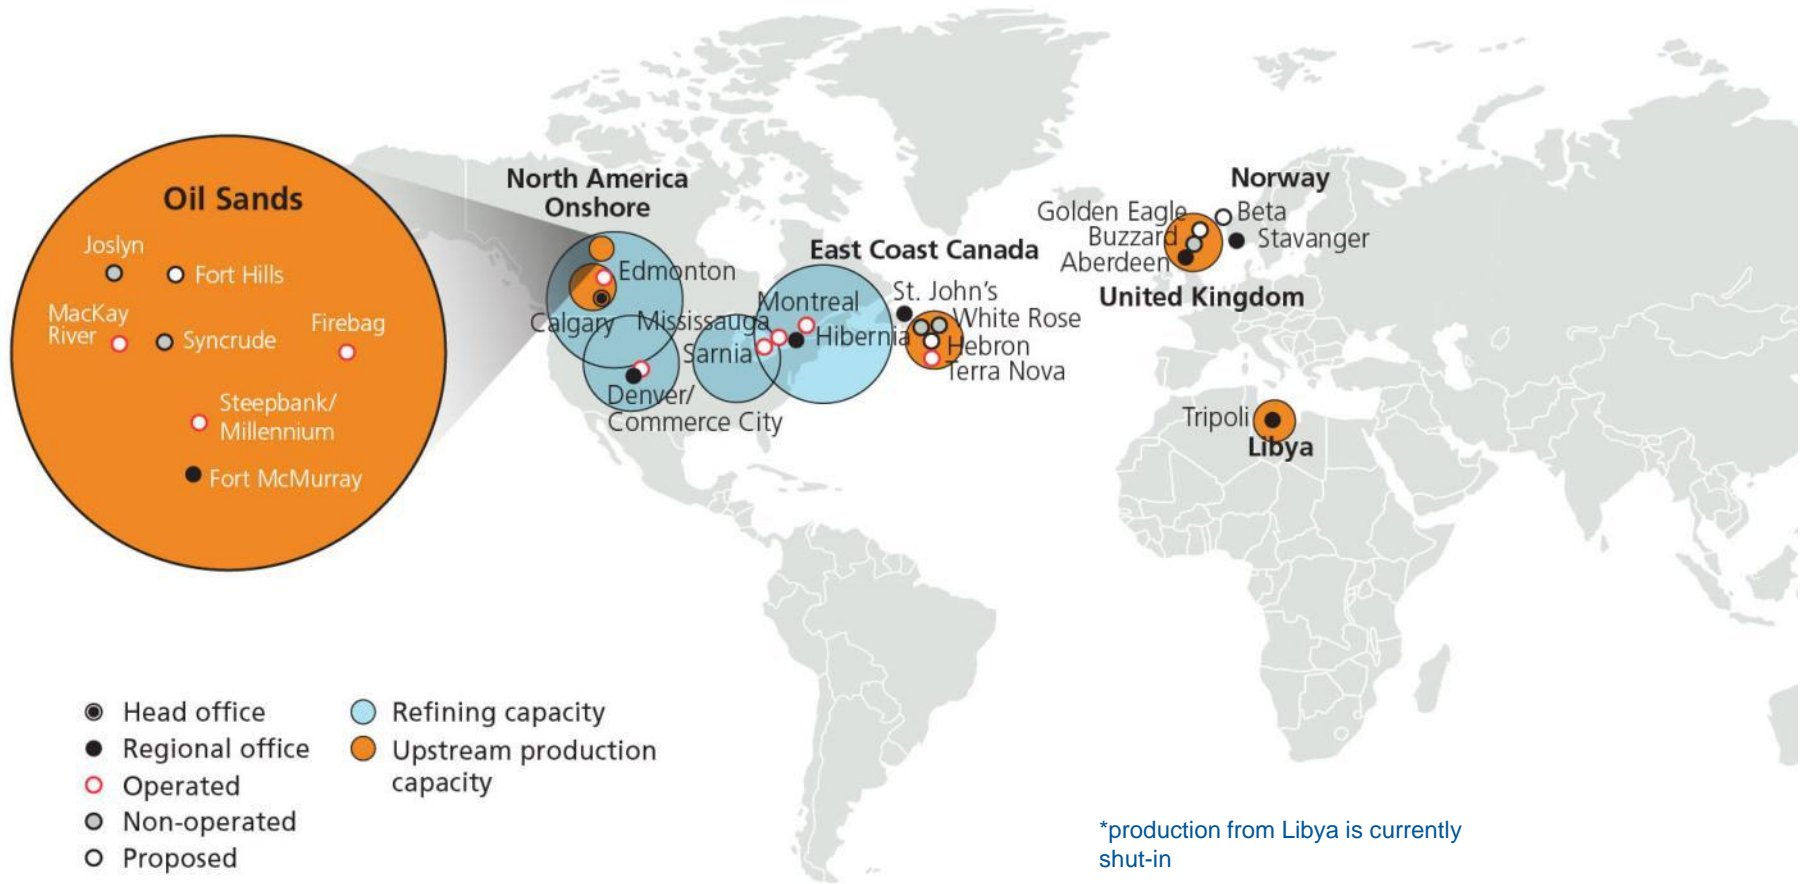 Oil Sands
Joslyn
Fort Hills
MacKay
River
Syncrude
Firebag
Steepbank/
Millennium
Fort McMurray
North America
Onshore
Edmonton
Calgary
Denver/
Commerce City
East Coast Canada
Montreal
Mississauga
Sarnia
St. John's
White Rose
Hibernia
Hebron
Terra Nova
Norway
Golden Eagle
Beta
Buzzard
Stavanger
Aberdeen
United Kingdom
Tripoli
Libya
Head office
Regional office
Operated
Non-operated
Proposed
Refining capacity
Upstream production
capacity
*production from Libya is currently
shut-in